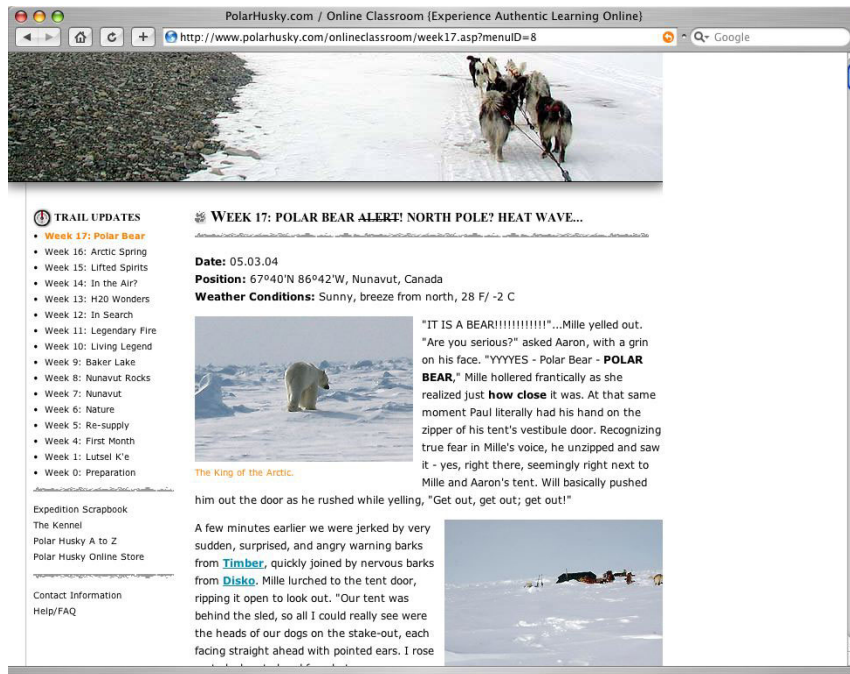 PolarHusky.com / Online Classroom {Experience Authentic Learning Online}
http://www.polarhusky.com/onlineclassroom/week17.asp?menuID=8
Google
TRAIL UPDATES
Week 17: Polar Bear
Week 16: Arctic Spring
Week 15: Lifted Spirits
Week 14: In the Air?
Week 13: H20 Wonders
Week 12: In Search
Week 11: Legendary Fire
Week 10: Living Legend
Week 9: Baker Lake
Week 8: Nunavut Rocks
Week 7: Nunavut
Week 6: Nature
Week 5: Re-supply
Week 4: First Month
Week 1: Lutsel K'e
Week 0: Preparation
Expedition Scrapbook
The Kennel
Polar Husky A to Z
Polar Husky Online Store
Contact Information
Help/FAQ
WEEK 17: POLAR BEAR ALERT! NORTH POLE? HEAT WAVE...
Date: 05.03.04
Position: 67º40'N 86º42'W, Nunavut, Canada
Weather Conditions: Sunny, breeze from north, 28 F/ -2 C
The King of the Arctic.
"IT IS A BEAR!!!!!!!!!!!!"...Mille yelled out.
"Are you serious?" asked Aaron, with a grin
on his face. "YYYYES - Polar Bear - POLAR
BEAR," Mille hollered frantically as she
realized just how close it was. At that same
moment Paul literally had his hand on the
zipper of his tent's vestibule door. Recognizing
true fear in Mille's voice, he unzipped and saw
it - yes, right there, seemingly right next to
Mille and Aaron's tent. Will basically pushed
him out the door as he rushed while yelling, "Get out, get out; get out!"
A few minutes earlier we were jerked by very
sudden, surprised, and angry warning barks
from Timber, quickly joined by nervous barks
from Disko. Mille lurched to the tent door,
ripping it open to look out. "Our tent was
behind the sled, so all I could really see were
the heads of our dogs on the stake-out, each
facing straight ahead with pointed ears. I rose